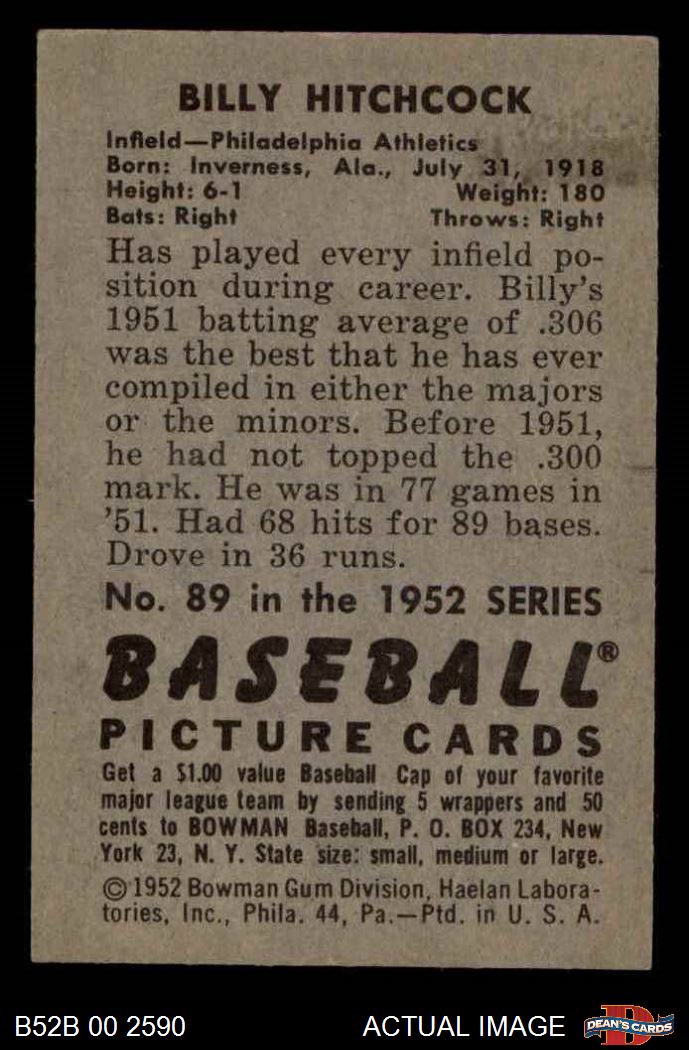 BILLY HITCHCOCK
Infield—Philadelphia Athletics
Born: Inverness, Ala., July 31, 1918
Height: 6-1 Weight: 180
Bats: Right Throws: Right
Has played every infield po-
sition during career. Billy's
1951 batting average of .306
was the best that he has ever
compiled in either the majors
or the minors. Before 1951,
he had not topped the .300
mark. He was in 77 games in
'51. Had 68 hits for 89 bases.
Drove in 36 runs.
No. 89 in the 1952 SERIES
BASEBALL®
PICTURE CARDS
Get a $1.00 value Baseball Cap of your favorite
major league team by sending 5 wrappers and 50
cents to BOWMAN Baseball, P. O. BOX 234, New
York 23, N. Y. State size: small, medium or large.
© 1952 Bowman Gum Division, Haelan Labora-
tories, Inc., Phila. 44, Pa.—Ptd. in U. S. A.
B52B 00 2590 ACTUAL IMAGE D DEAN'S CARDS